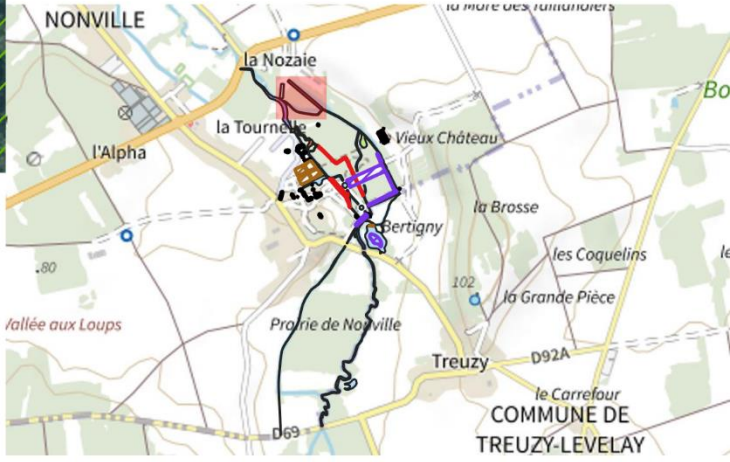 la Mare des Taillandiers
NONVILLE
la Nozaie
Bo
la Tournelle
Vieux Château
l'Alpha
la Brosse
Bertigny
les Coquelins
le
.80
102
la Grande Pièce
Vallée aux Loups
Prairie de Nonville
Treuzy
D92A
le Carrefour
COMMUNE DE
D69
TREUZY-LEVELAY